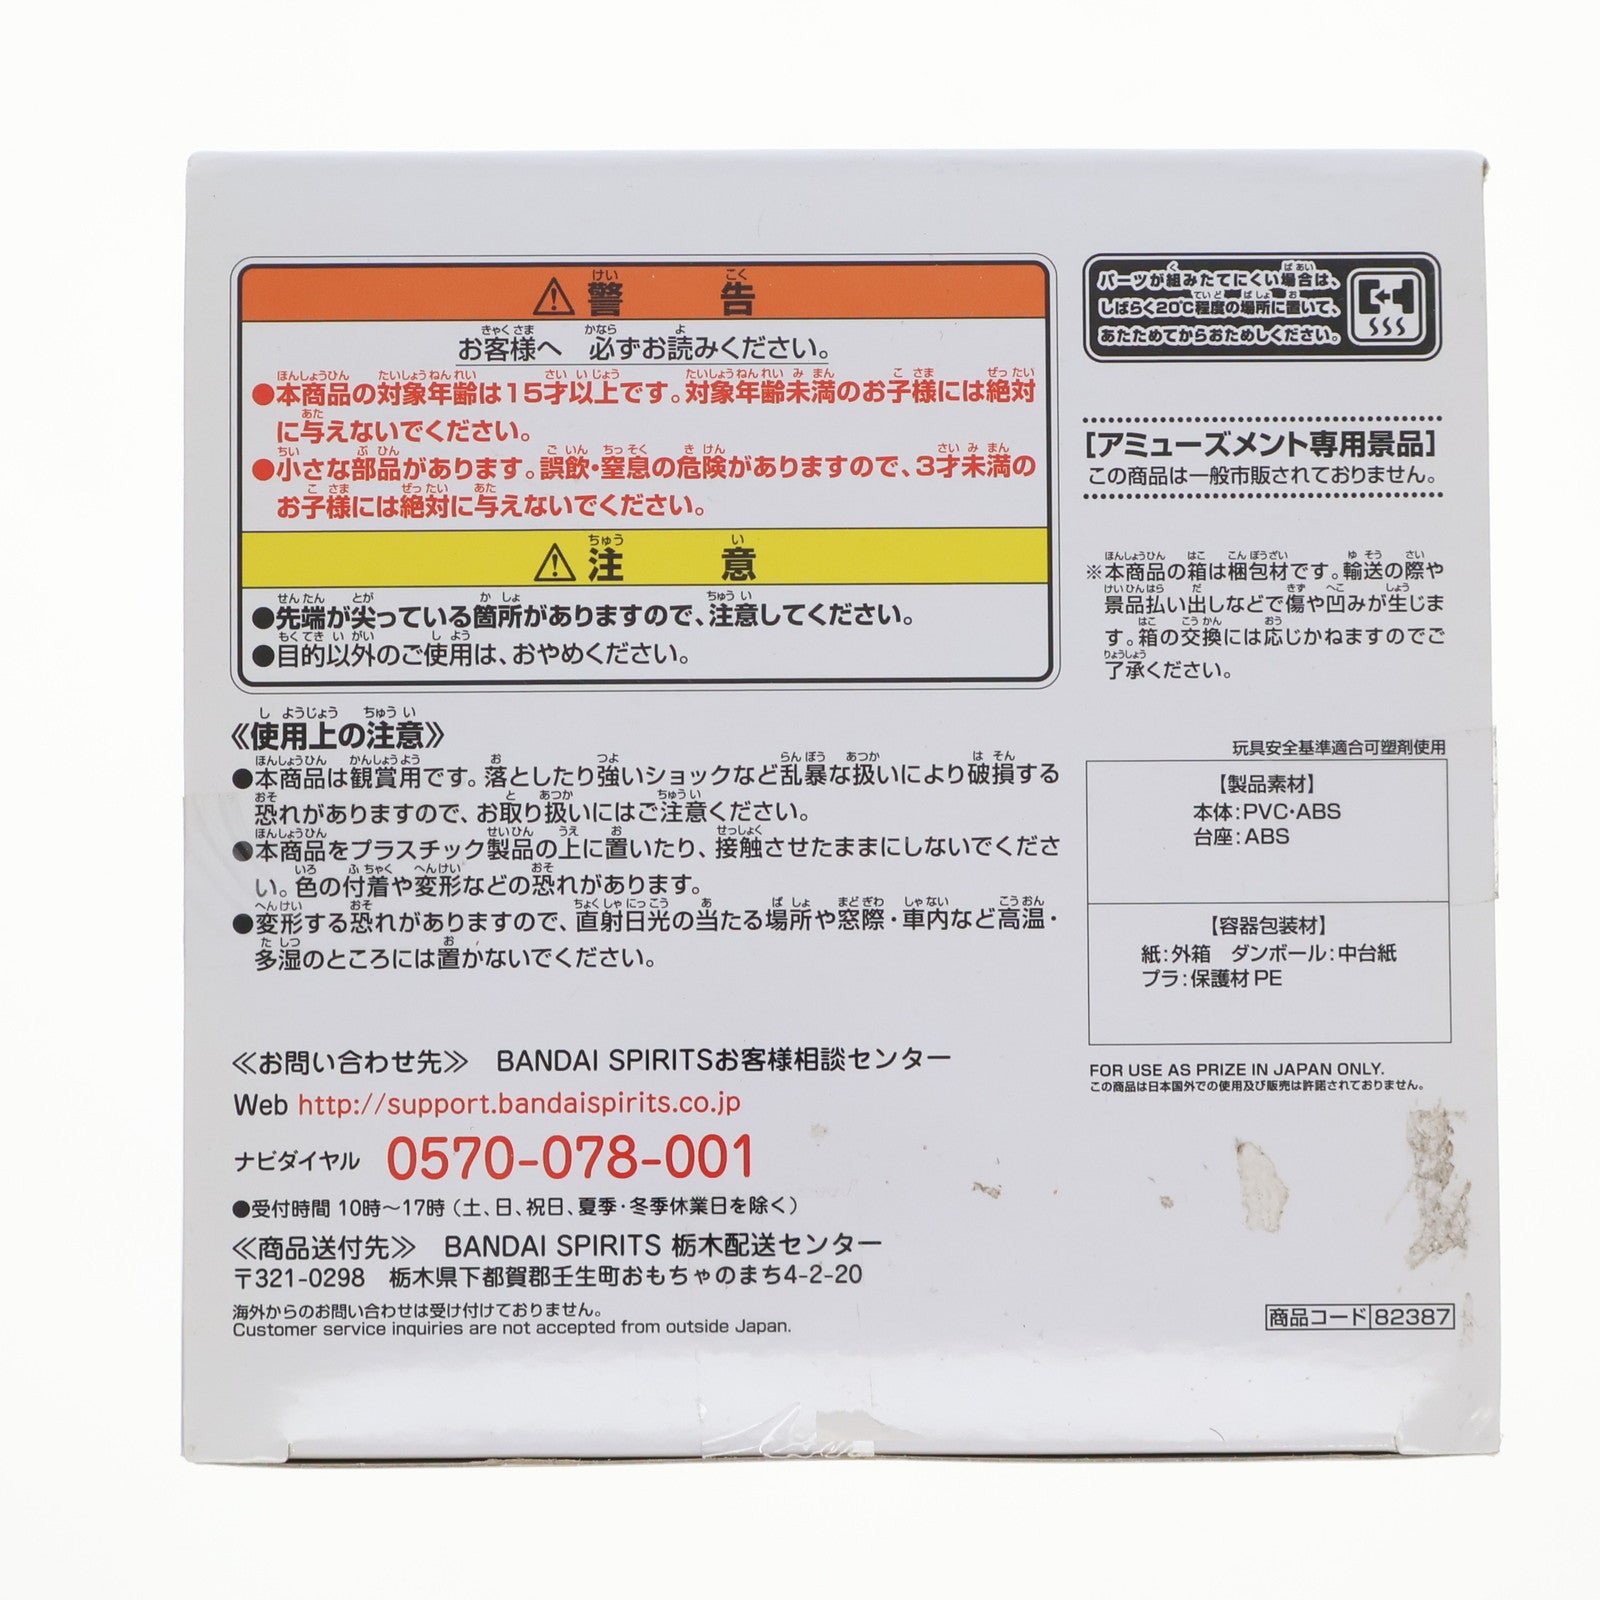 ⚠警告
お客様へ 必ずお読みください。
●本商品の対象年齢は15才以上です。対象年齢未満のお子様には絶対
に与えないでください。
●小さな部品があります。誤飲・窒息の危険がありますので、3才未満の
お子様には絶対に与えないでください。
⚠注意
●先端が尖っている箇所がありますので、注意してください。
●目的以外のご使用は、おやめください。
《使用上の注意》
●本商品は観賞用です。落としたり強いショックなど乱暴な扱いにより破損する
恐れがありますので、お取り扱いにはご注意ください。
●本商品をプラスチック製品の上に置いたり、接触させたままにしないでくださ
い。色の付着や変形などの恐れがあります。
●変形する恐れがありますので、直射日光の当たる場所や窓際・車内など高温・
多湿のところには置かないでください。
≪お問い合わせ先≫ BANDAI SPIRITSお客様相談センター
Web http://support.bandaispirits.co.jp
ナビダイヤル 0570-078-001
●受付時間 10時〜17時(土、日、祝日、夏季・冬季休業日を除く)
≪商品送付先≫ BANDAI SPIRITS 栃木配送センター
〒321-0298 栃木県下都賀郡壬生町おもちゃのまち4-2-20
海外からのお問い合わせは受け付けておりません。
Customer service inquiries are not accepted from outside Japan.
パーツが組みたてにくい場合は、
しばらく20℃程度の場所に置いて、
あたためてからおためしください。
[アミューズメント専用景品]
この商品は一般市販されておりません。
※本商品の箱は梱包材です。輸送の際や
景品払い出しなどで傷や凹みが生じま
す。箱の交換には応じかねますのでご
了承ください。
玩具安全基準適合可塑剤使用
【製品素材】
本体:PVC・ABS
台座:ABS
【容器包装材】
紙:外箱 ダンボール:中台紙
プラ:保護材 PE
FOR USE AS PRIZE IN JAPAN ONLY.
この商品は日本国外での使用及び販売は許諾されておりません。
商品コード 82387